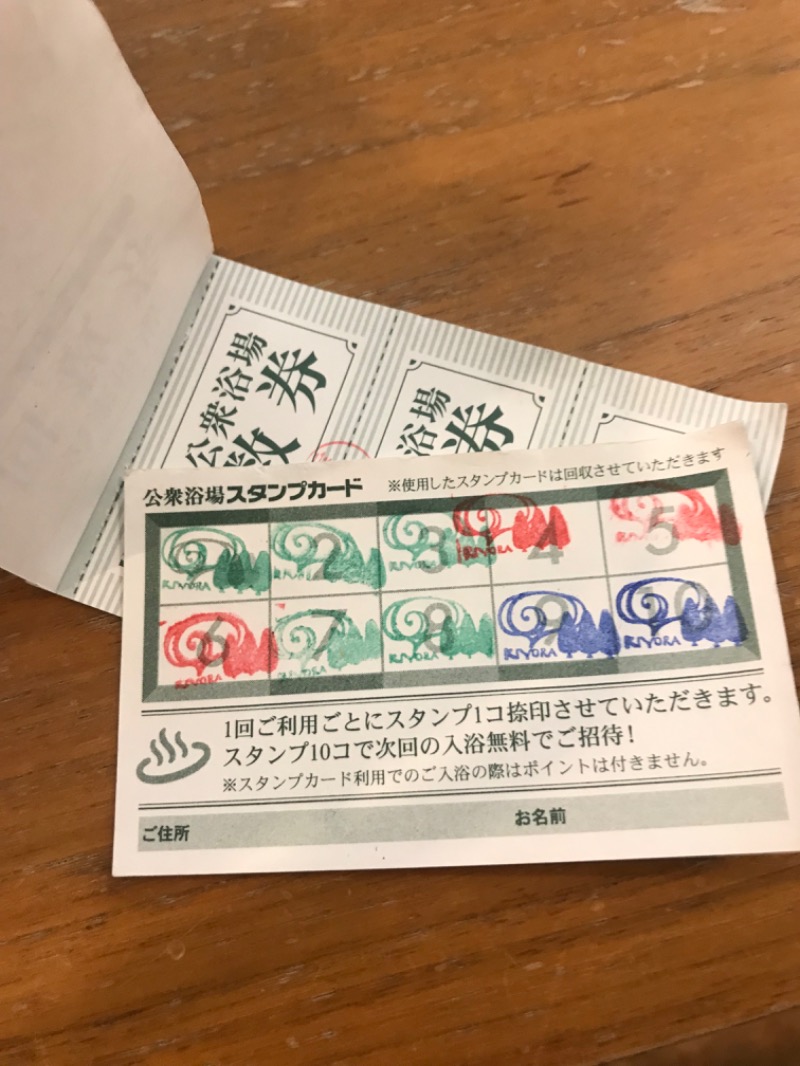 公衆浴場
数券
浴場
券
公衆浴場スタンプカード
※使用したスタンプカードは回収させていただきます
2 3 4 5
6 7 8 9 10
KIYORA
1回ご利用ごとにスタンプ1コ捺印させていただきます。
スタンプ10コで次回の入浴無料でご招待!
※スタンプカード利用でのご入浴の際はポイントは付きません。
ご住所
お名前